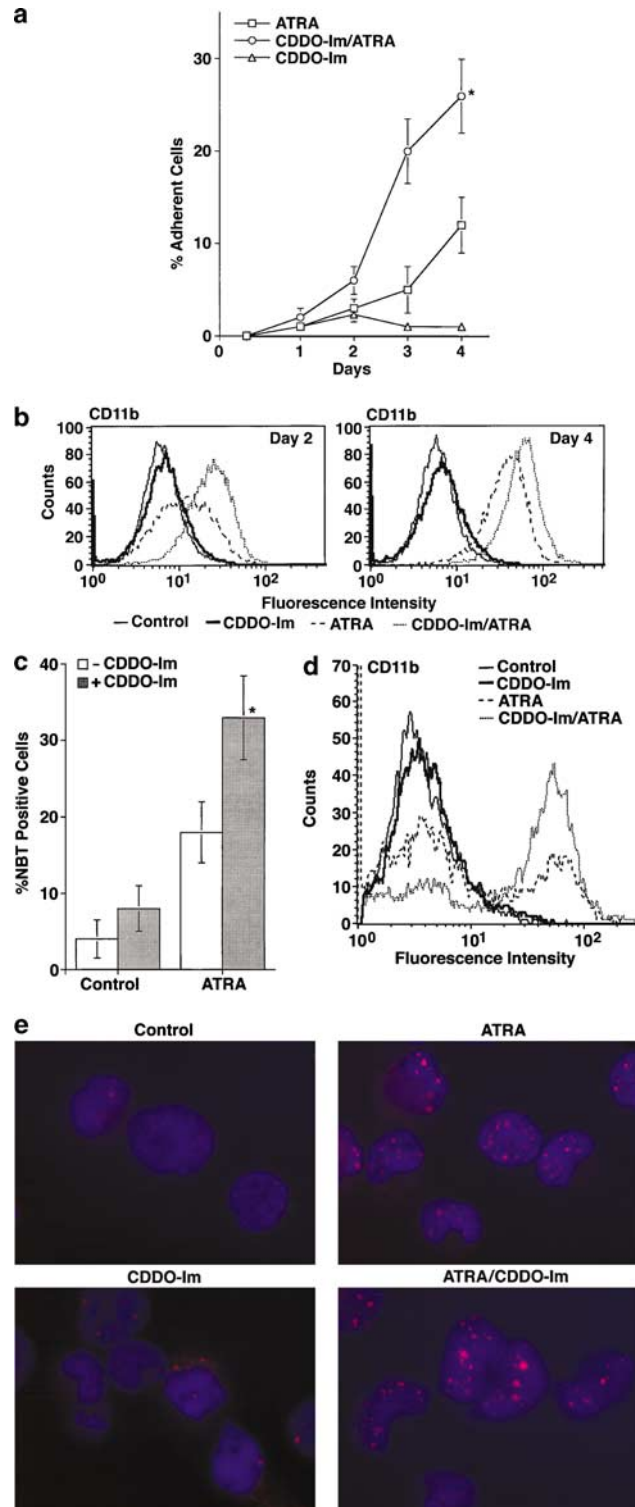 a
ATRA
CDDO-Im/ATRA
CDDO-Im
30
20
10
0
% Adherent Cells
*
0 1 2 3 4
Days
b
CD11b
Day 2
100
80
60
40
20
0
Counts
10⁰ 10¹ 10²
CD11b
Day 4
100
80
60
40
20
0
10⁰ 10¹ 10²
Fluorescence Intensity
Control CDDO-Im ATRA CDDO-Im/ATRA
c
- CDDO-Im
+ CDDO-Im
40
30
20
10
0
%NBT Positive Cells
*
Control ATRA
d
CD11b
Control
CDDO-Im
ATRA
CDDO-Im/ATRA
70
60
50
40
30
20
10
0
Counts
10⁰ 10¹ 10²
Fluorescence Intensity
e
Control
ATRA
CDDO-Im
ATRA/CDDO-Im